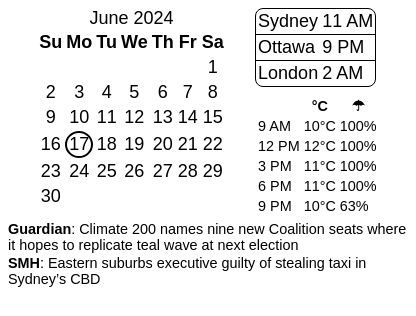 June 2024
Su Mo Tu We Th Fr Sa
1
2 3 4 5 6 7 8
9 10 11 12 13 14 15
16 17 18 19 20 21 22
23 24 25 26 27 28 29
30
Sydney 11 AM
Ottawa 9 PM
London 2 AM
°C ☂
9 AM 10°C 100%
12 PM 12°C 100%
3 PM 11°C 100%
6 PM 11°C 100%
9 PM 10°C 63%
Guardian: Climate 200 names nine new Coalition seats where
it hopes to replicate teal wave at next election
SMH: Eastern suburbs executive guilty of stealing taxi in
Sydney’s CBD